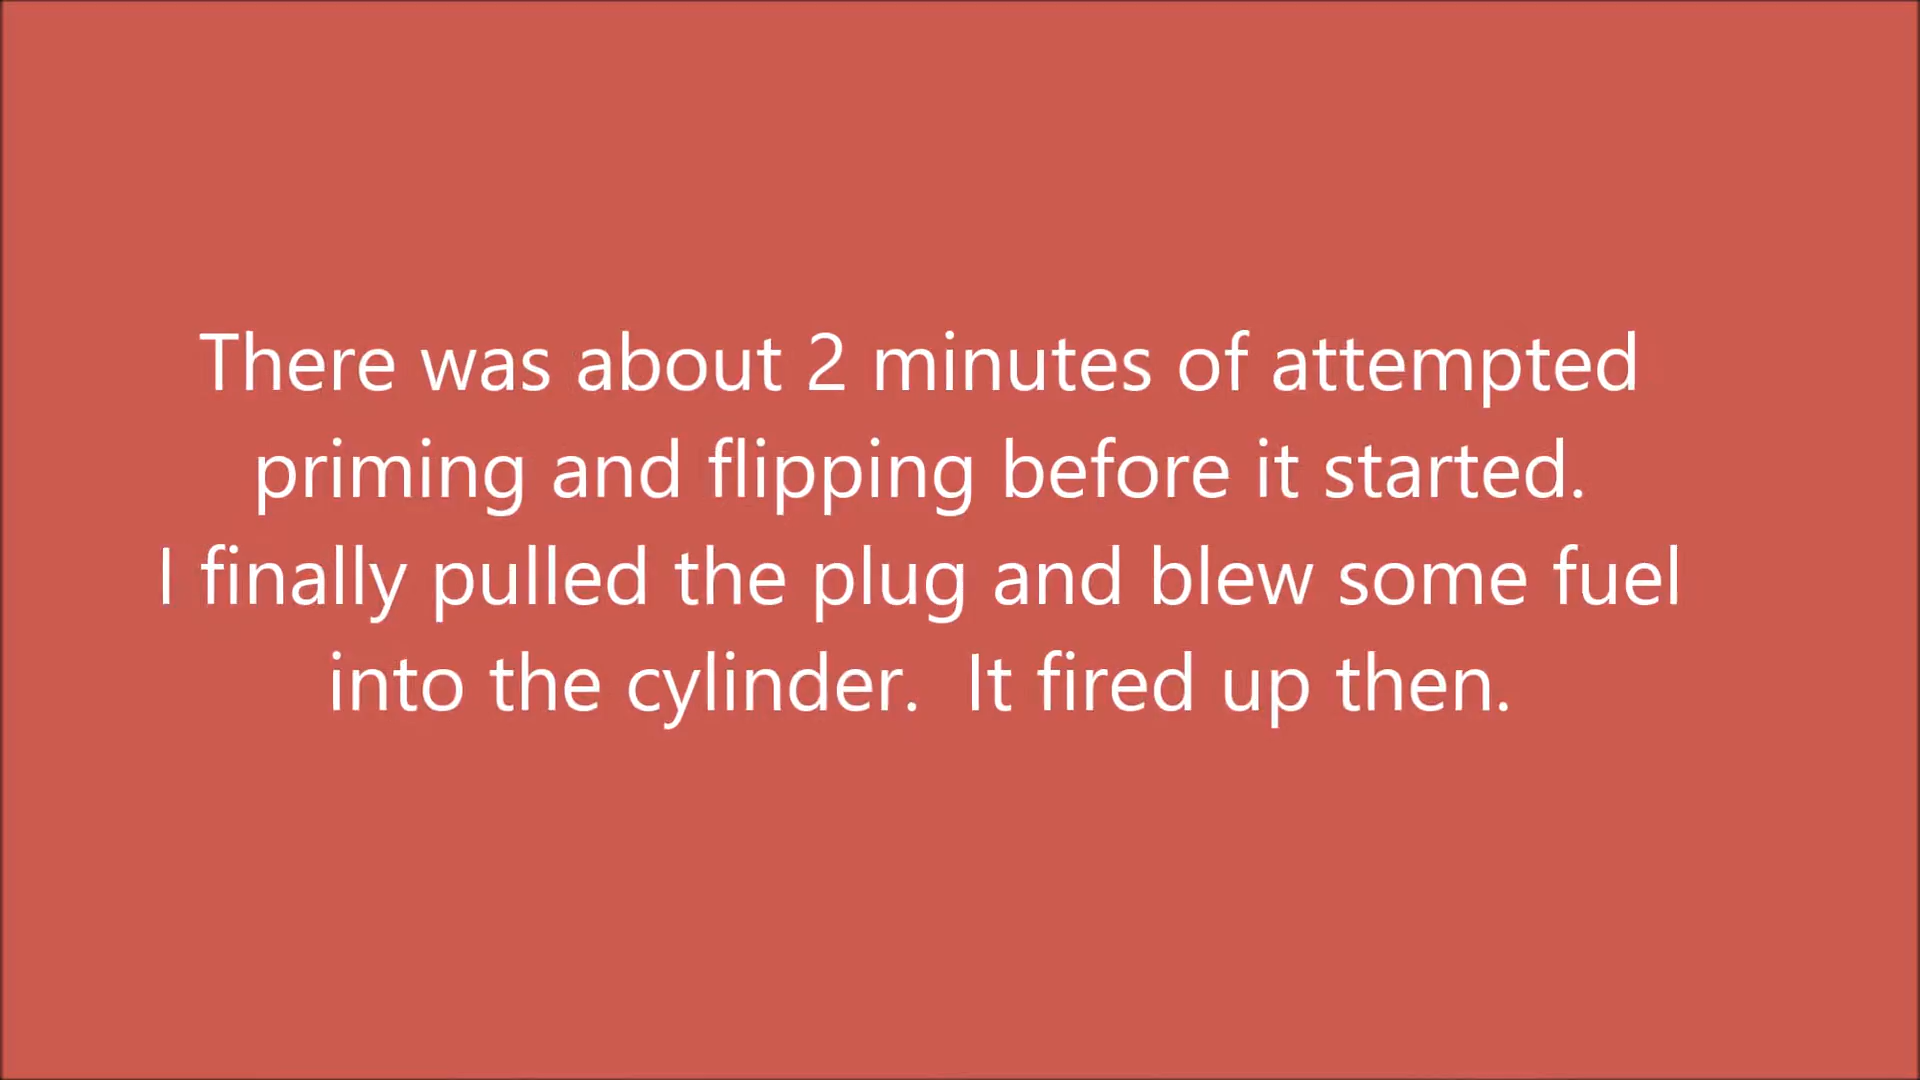 There was about 2 minutes of attempted
priming and flipping before it started.
I finally pulled the plug and blew some fuel
into the cylinder.  It fired up then.